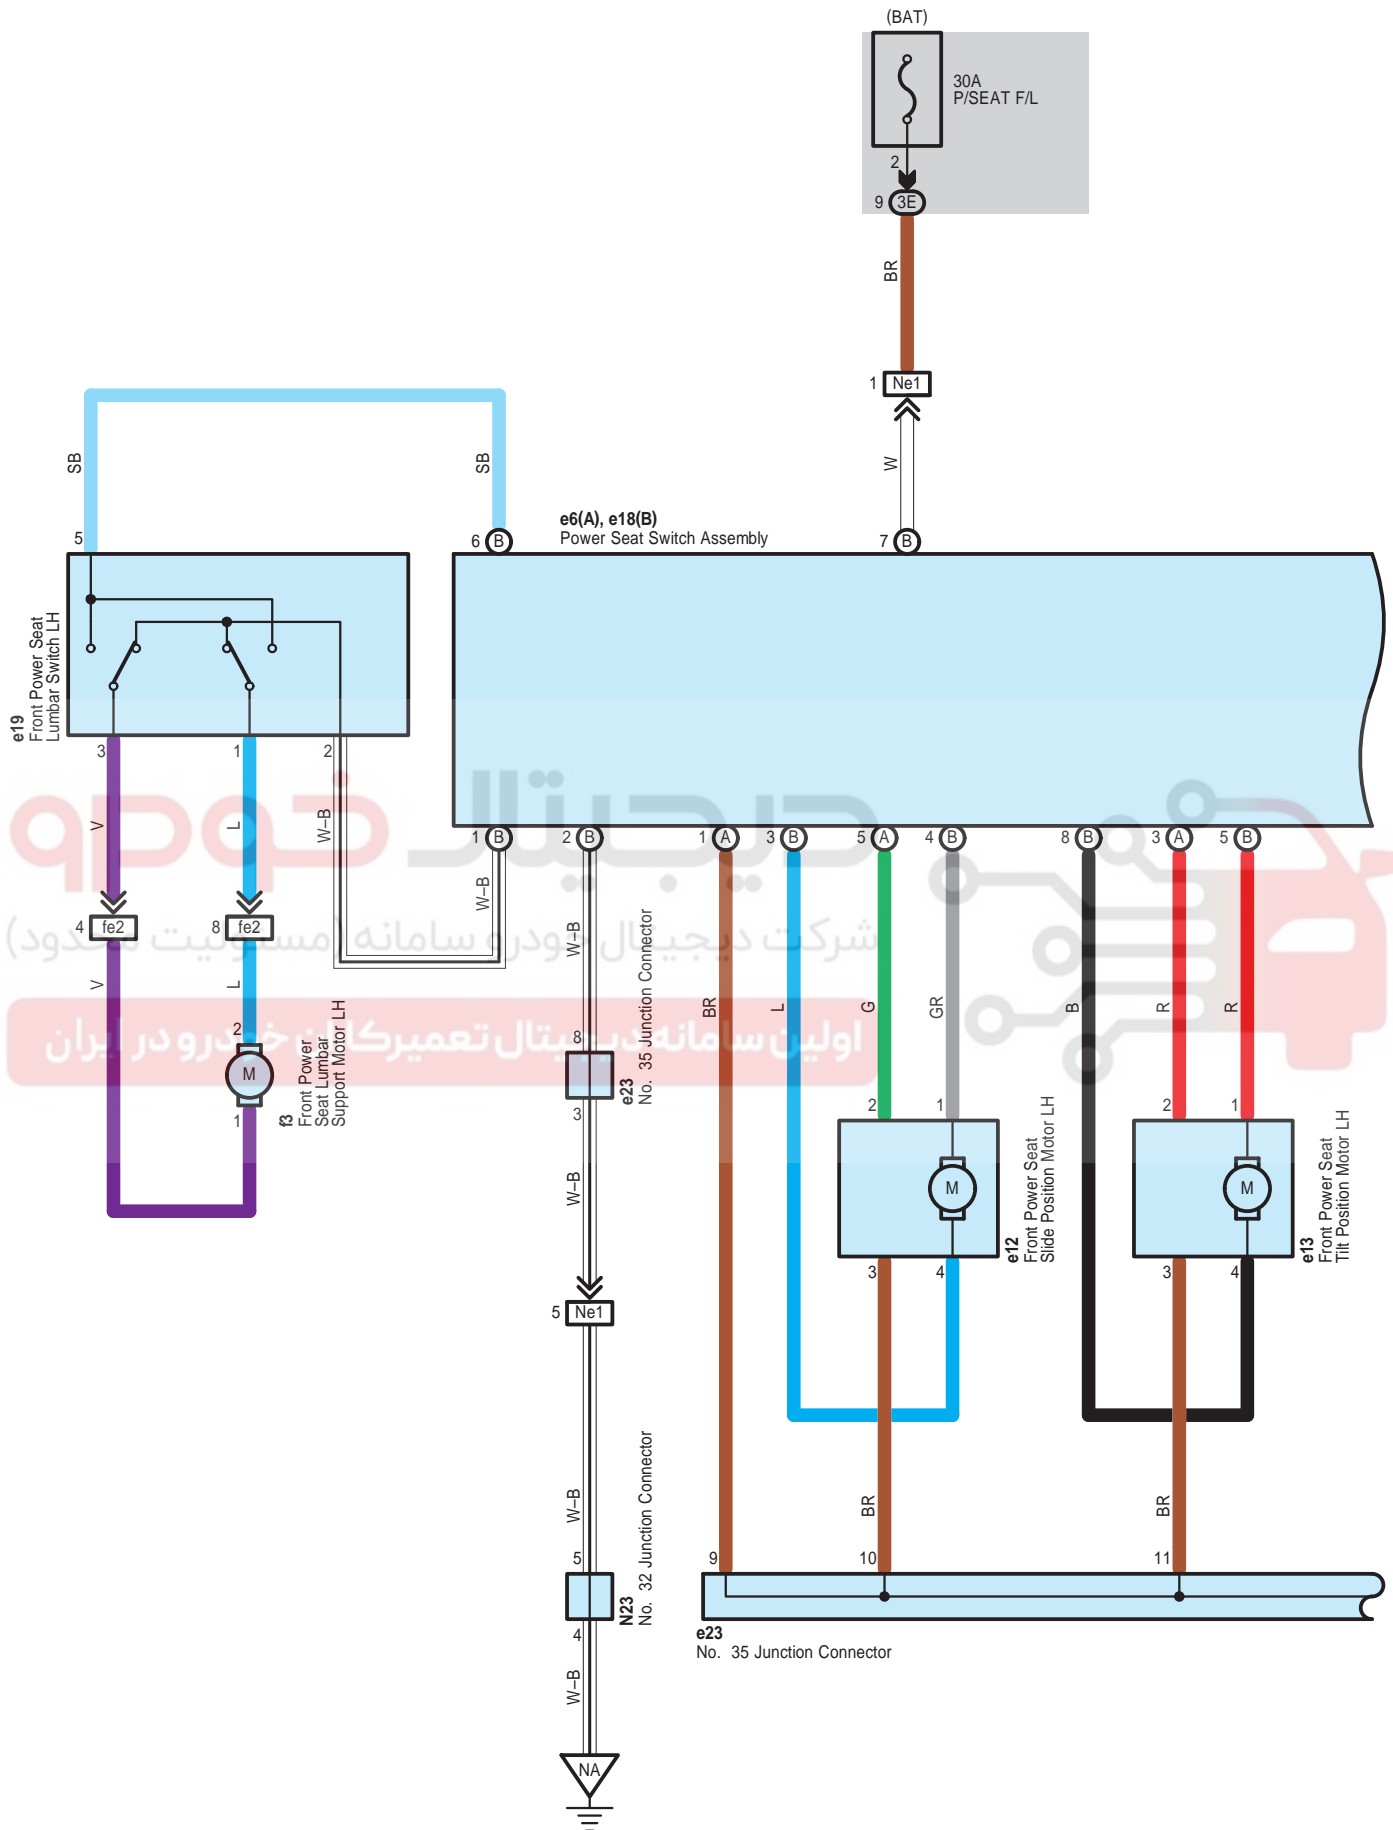 (BAT)
30A
P/SEAT F/L
2
9 3E
BR
1 Ne1
W
SB
SB
5
6 B
e6(A), e18(B)
Power Seat Switch Assembly
7 B
e19
Front Power Seat
Lumbar Switch LH
3
1
2
1 B
2 B
1 A
3 B
5 A
4 B
8 B
3 A
5 B
دیجیتال خودرو
V
L
W-B
W-B
W-B
4 fe2
8 fe2
شرکت دیجیتال خودرو سامانه (مسئولیت محدود)
V
L
BR
L
G
GR
B
R
R
اولین سامانه دیجیتال تعمیرکاران خودرو در ایران
2
M
1
f3
Front Power
Seat Lumbar
Support Motor LH
8
3
e23
No. 35 Junction Connector
W-B
2
1
M
3
4
e12
Front Power Seat
Slide Position Motor LH
2
1
M
3
4
e13
Front Power Seat
Tilt Position Motor LH
5 Ne1
W-B
BR
BR
5
4
N23
No. 32 Junction Connector
9
10
11
e23
No. 35 Junction Connector
W-B
NA